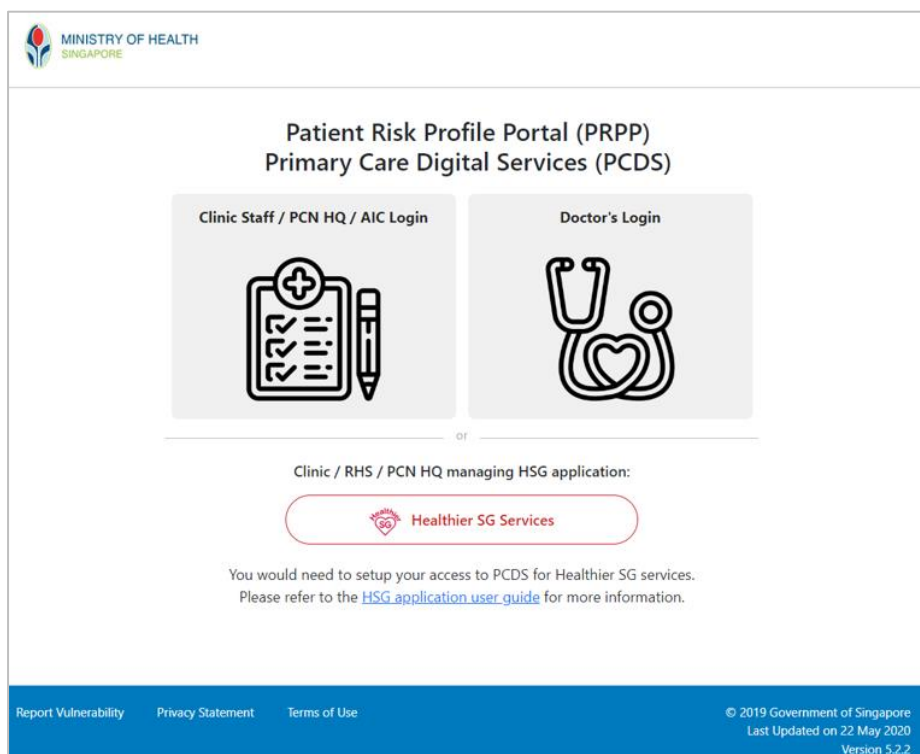 MINISTRY OF HEALTH
SINGAPORE
Patient Risk Profile Portal (PRPP)
Primary Care Digital Services (PCDS)
Clinic Staff / PCN HQ / AIC Login
Doctor's Login
or
Clinic / RHS / PCN HQ managing HSG application:
Healthier SG
Healthier SG Services
You would need to setup your access to PCDS for Healthier SG services.
Please refer to the HSG application user guide for more information.
Report Vulnerability
Privacy Statement
Terms of Use
© 2019 Government of Singapore
Last Updated on 22 May 2020
Version 5.2.2